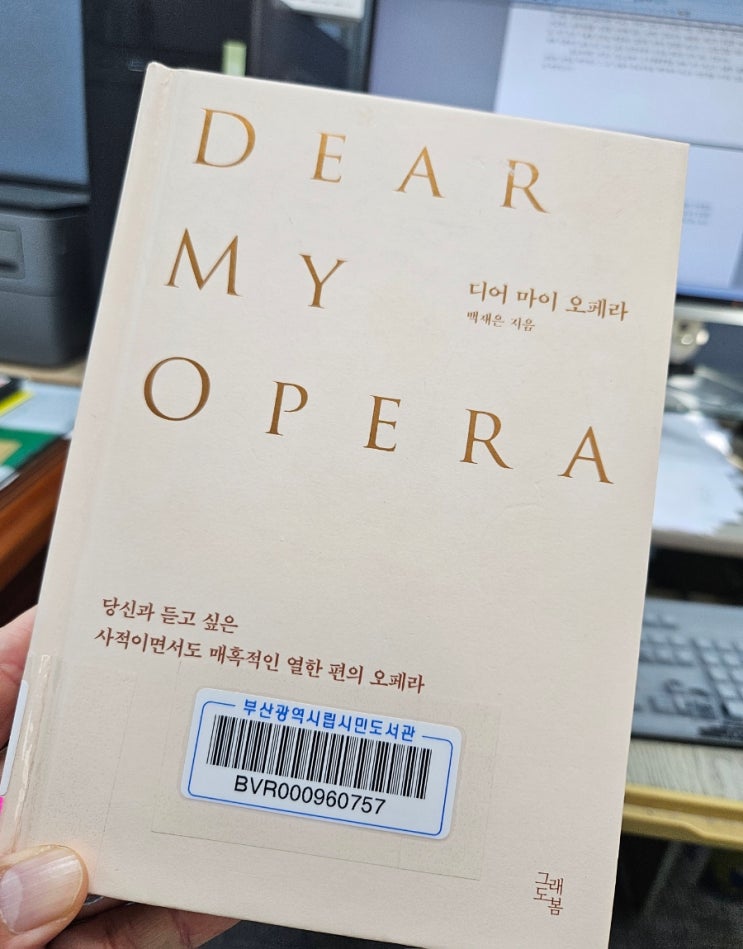 DEAR
MY
디어 마이 오페라
백재은 지음
OPERA
당신과 듣고 싶은
사적이면서도 매혹적인 열한 편의 오페라
부산광역시립시민도서관
BVR000960757
그래
도봄